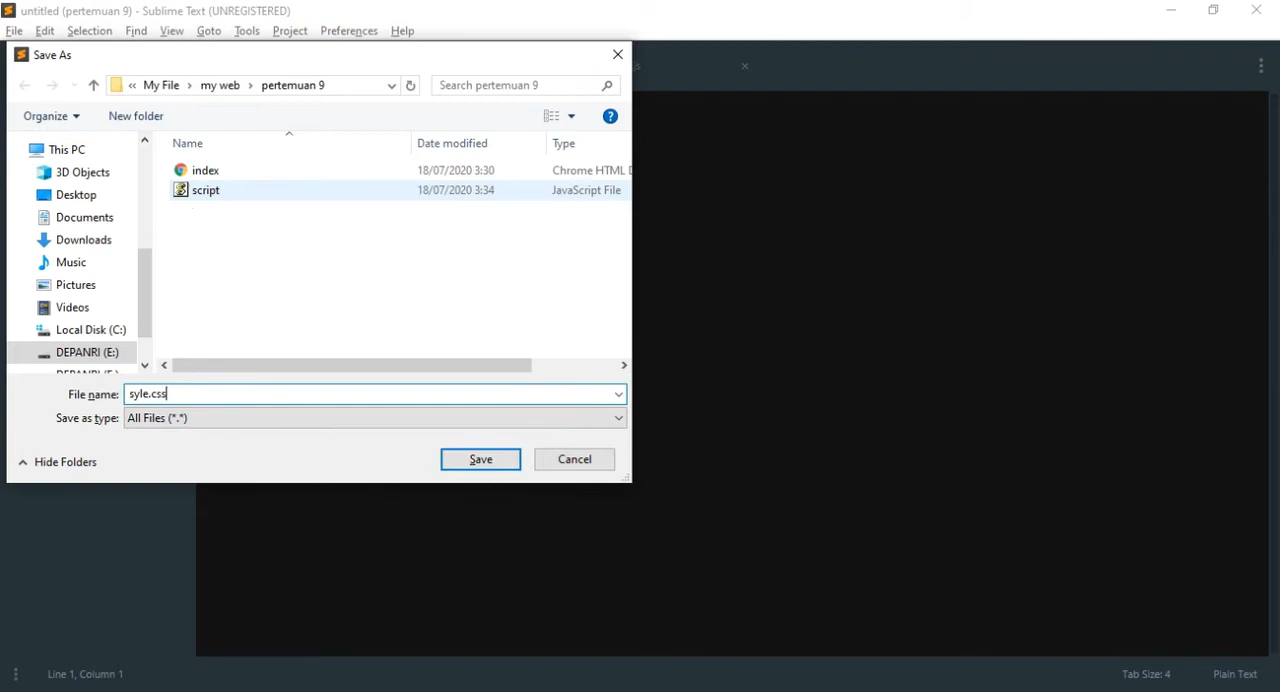 untitled (pertemuan 9) - Sublime Text (UNREGISTERED)
File Edit Selection Find View Goto Tools Project Preferences Help
Save As
« My File › my web › pertemuan 9
Search pertemuan 9
Organize
New folder
Name Date modified Type
This PC
3D Objects
Desktop
Documents
Downloads
Music
Pictures
Videos
Local Disk (C:)
DEPANRI (E:)
index 18/07/2020 3:30 Chrome HTML
script 18/07/2020 3:34 JavaScript File
File name: syle.css
Save as type: All Files (*.*)
Hide Folders
Save
Cancel
Line 1, Column 1
Tab Size: 4
Plain Text